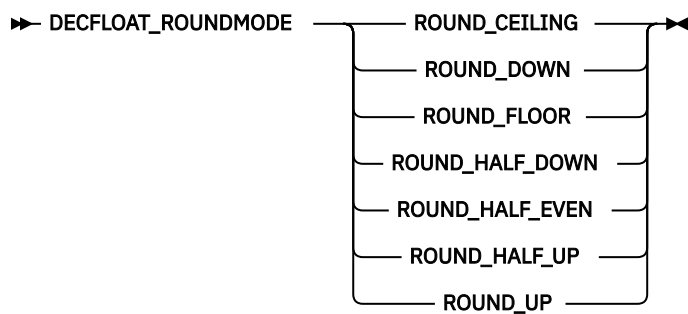 DECFLOAT_ROUNDMODE ROUND_CEILING
ROUND_DOWN
ROUND_FLOOR
ROUND_HALF_DOWN
ROUND_HALF_EVEN
ROUND_HALF_UP
ROUND_UP